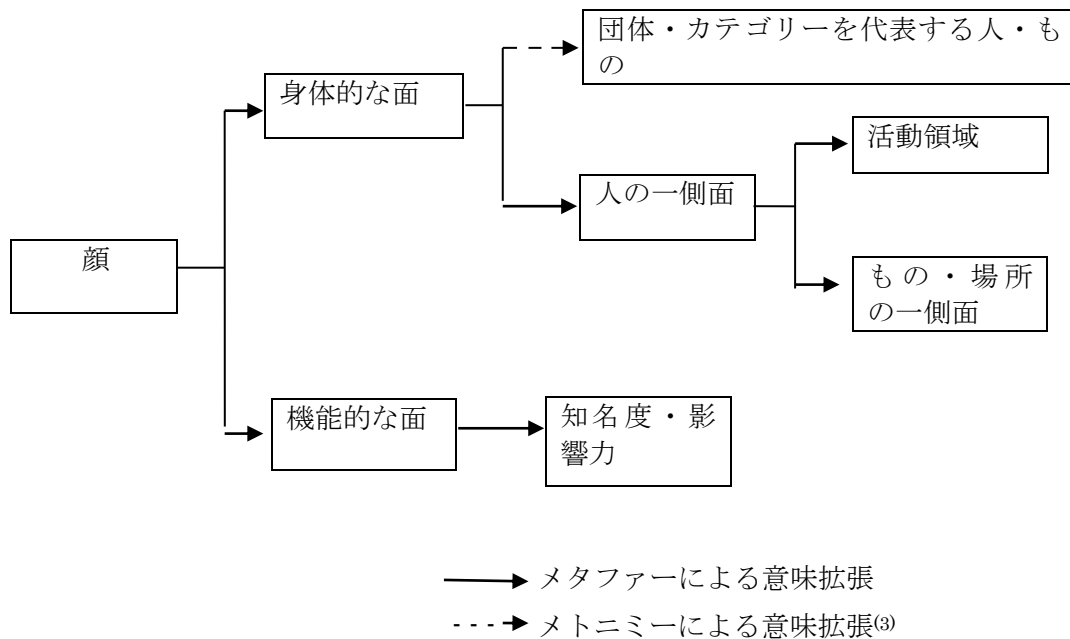 団体・カテゴリーを代表する人・も
の
身体的な面
活動領域
人の一側面
顔
もの・場所
の一側面
機能的な面
知名度・影
響力
メタファーによる意味拡張
メトニミーによる意味拡張(3)